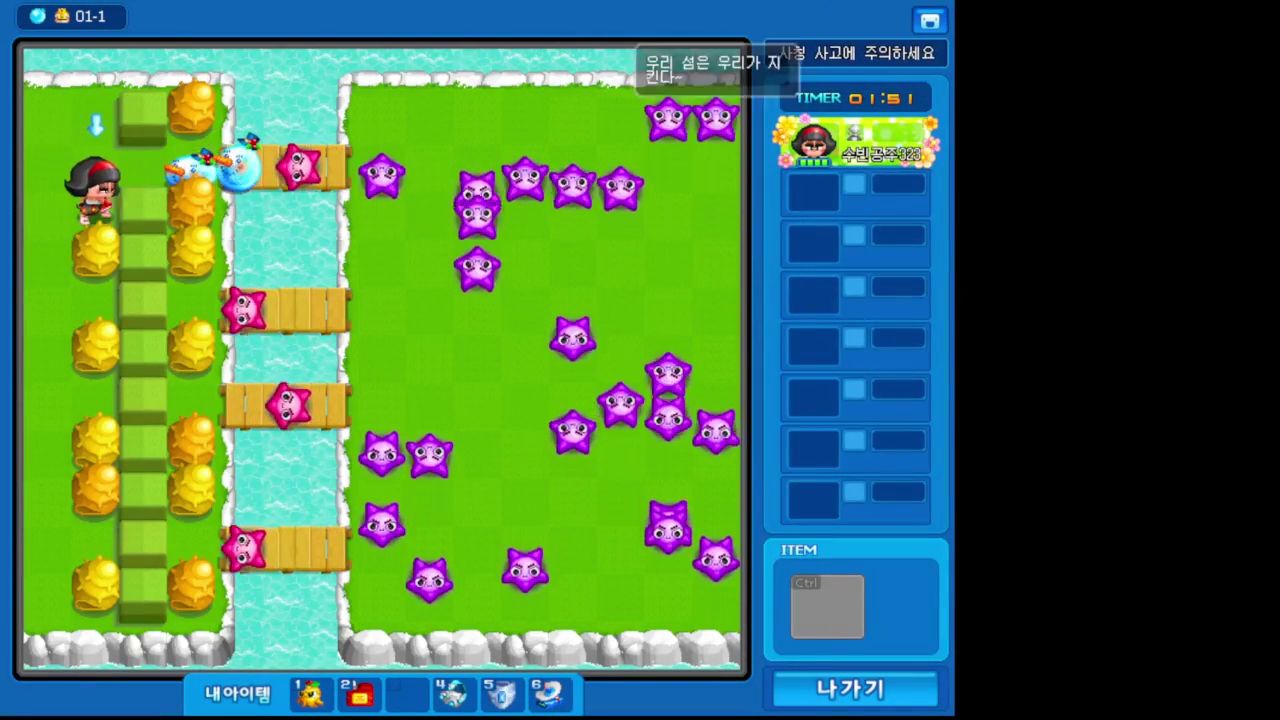 01-1
우리 섬은 우리가 지
킨다~
사칭 사고에 주의하세요
TIMER 01:51
수빈공주323
ITEM
Ctrl
내 아이템
1
2
4
5
6
나가기